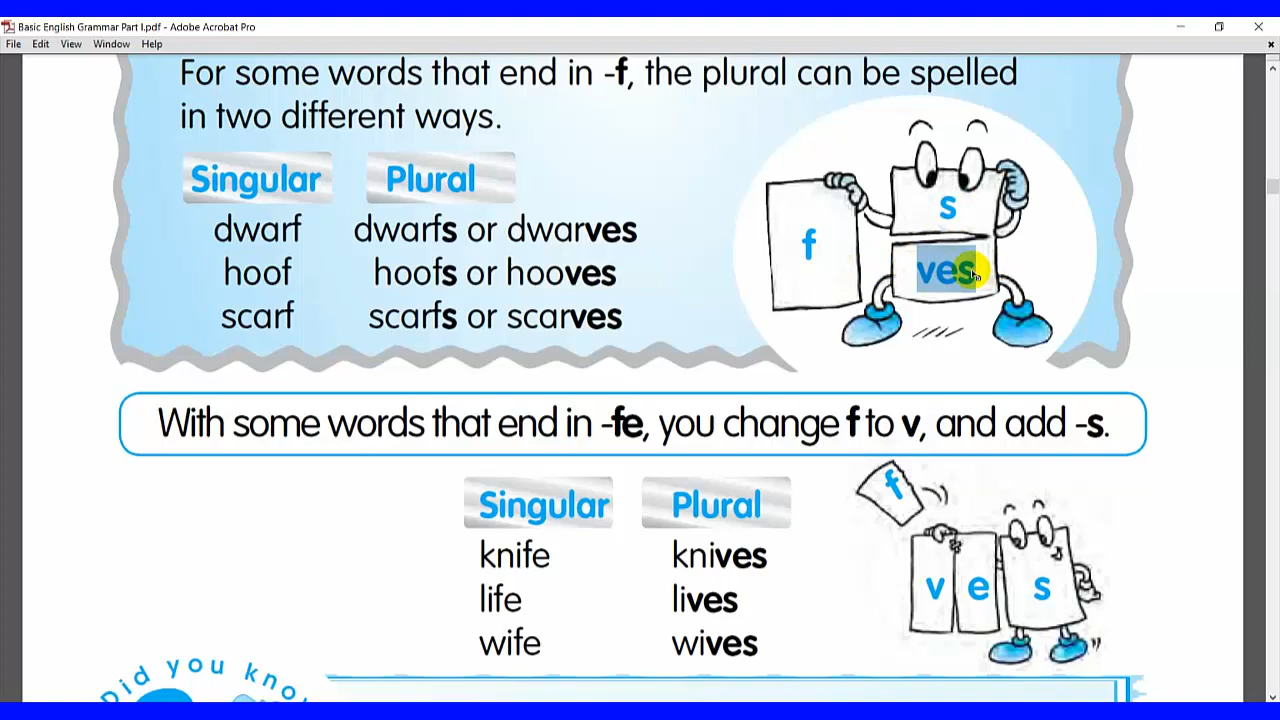 Basic English Grammar Part I.pdf - Adobe Acrobat Pro
File Edit View Window Help
For some words that end in -f, the plural can be spelled
in two different ways.
Singular Plural
dwarf dwarfs or dwarves
hoof hoofs or hooves
scarf scarfs or scarves
f
s
ves
With some words that end in -fe, you change f to v, and add -s.
Singular Plural
knife knives
life lives
wife wives
f
v e s
Did you know